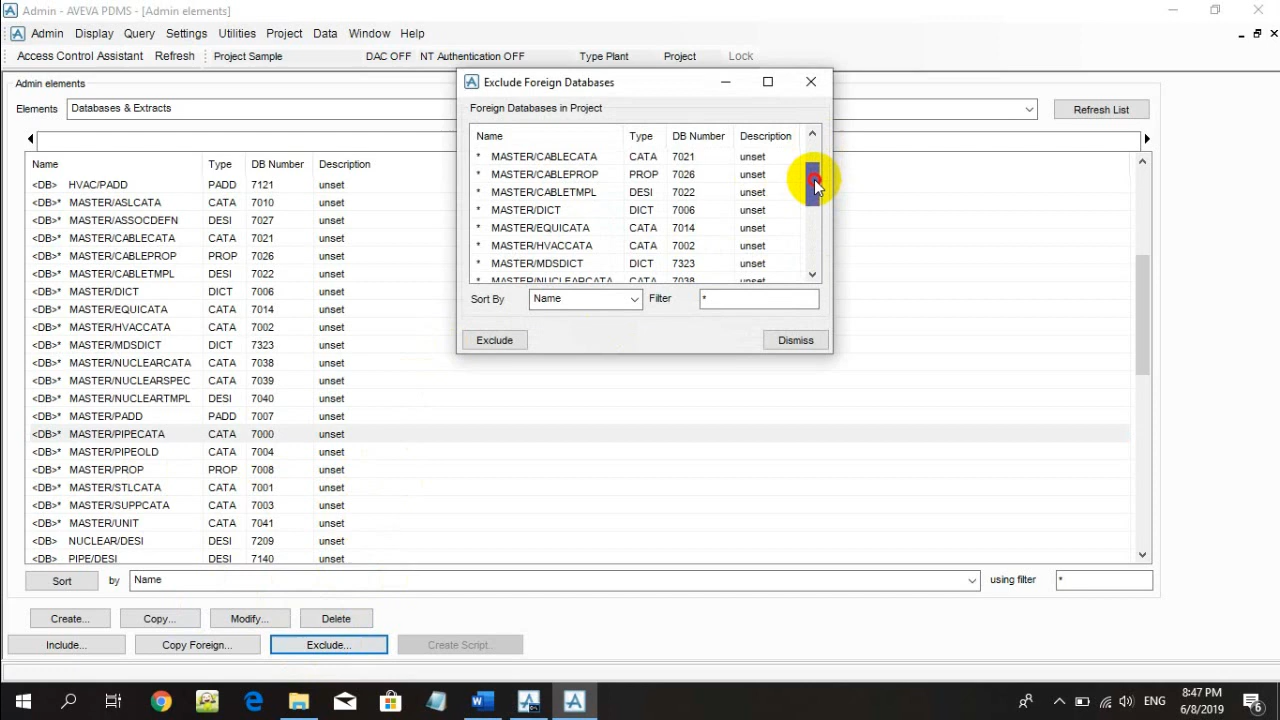 Admin - AVEVA PDMS - [Admin elements]
Admin Display Query Settings Utilities Project Data Window Help
Access Control Assistant Refresh Project Sample DAC OFF NT Authentication OFF Type Plant Project Lock
Admin elements
Elements Databases & Extracts Refresh List
Name Type DB Number Description
<DB> HVAC/PADD PADD 7121 unset
<DB>* MASTER/ASLCATA CATA 7010 unset
<DB>* MASTER/ASSOCDEFN DESI 7027 unset
<DB>* MASTER/CABLECATA CATA 7021 unset
<DB>* MASTER/CABLEPROP PROP 7026 unset
<DB>* MASTER/CABLETMPL DESI 7022 unset
<DB>* MASTER/DICT DICT 7006 unset
<DB>* MASTER/EQUICATA CATA 7014 unset
<DB>* MASTER/HVACCATA CATA 7002 unset
<DB>* MASTER/MDSDICT DICT 7323 unset
<DB>* MASTER/NUCLEARCATA CATA 7038 unset
<DB>* MASTER/NUCLEARSPEC CATA 7039 unset
<DB>* MASTER/NUCLEARTMPL DESI 7040 unset
<DB>* MASTER/PADD PADD 7007 unset
<DB>* MASTER/PIPECATA CATA 7000 unset
<DB>* MASTER/PIPEOLD CATA 7004 unset
<DB>* MASTER/PROP PROP 7008 unset
<DB>* MASTER/STLCATA CATA 7001 unset
<DB>* MASTER/SUPPCATA CATA 7003 unset
<DB>* MASTER/UNIT CATA 7041 unset
<DB> NUCLEAR/DESI DESI 7209 unset
<DB> PIPE/DESI DESI 7140 unset
Sort by Name using filter *
Create... Copy... Modify... Delete
Include... Copy Foreign... Exclude... Create Script..
Exclude Foreign Databases
Foreign Databases in Project
Name Type DB Number Description
* MASTER/CABLECATA CATA 7021 unset
* MASTER/CABLEPROP PROP 7026 unset
* MASTER/CABLETMPL DESI 7022 unset
* MASTER/DICT DICT 7006 unset
* MASTER/EQUICATA CATA 7014 unset
* MASTER/HVACCATA CATA 7002 unset
* MASTER/MDSDICT DICT 7323 unset
* MASTER/NUCLEARCATA CATA 7038 unset
Sort By Name Filter *
Exclude Dismiss
ENG
8:47 PM
6/8/2019
6